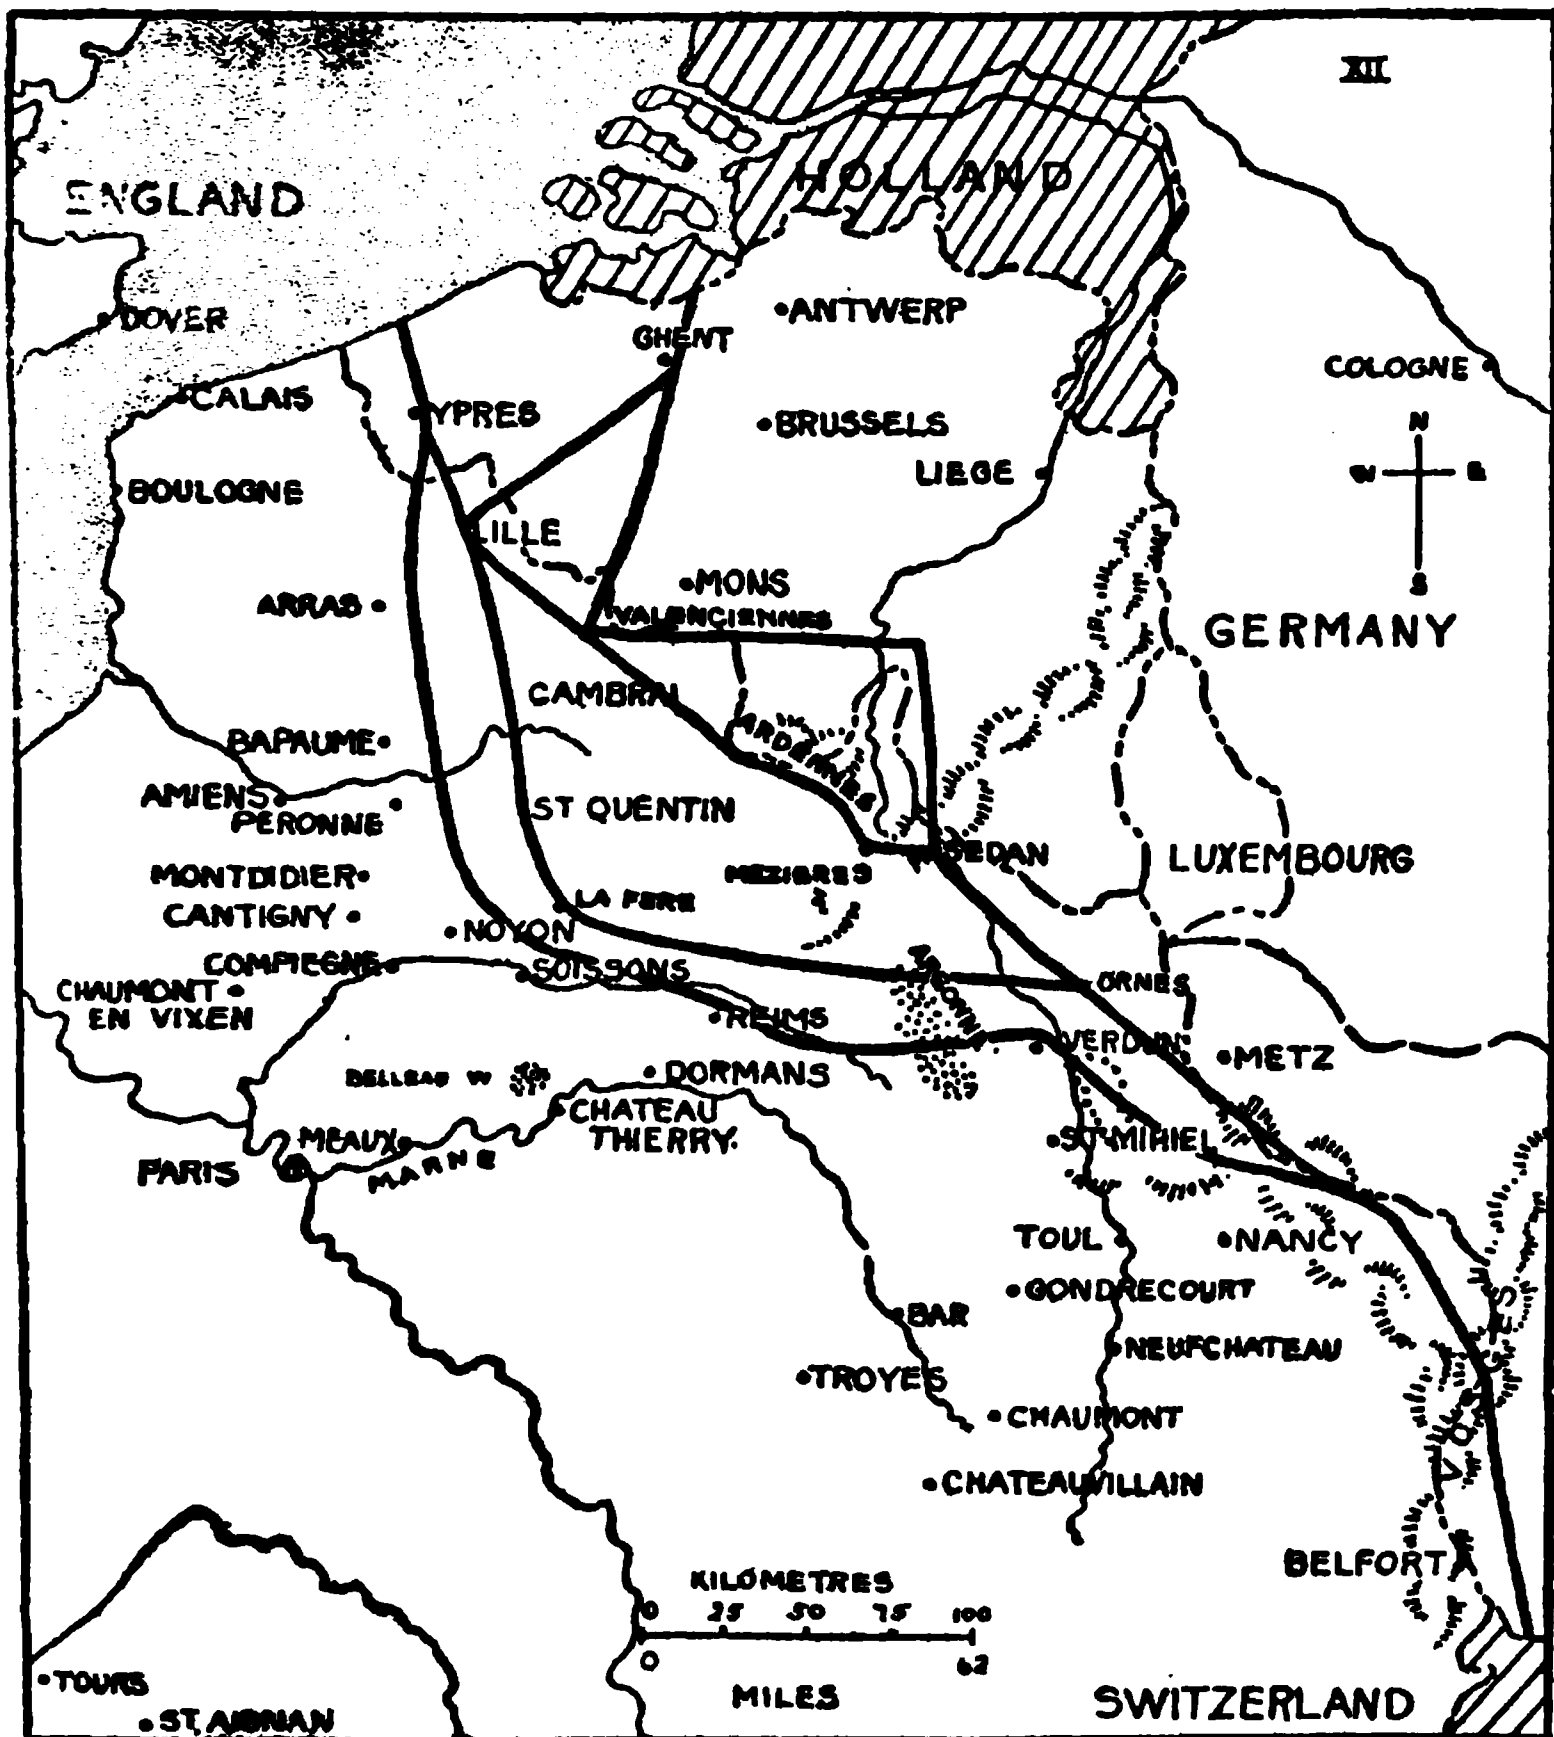 XII
ENGLAND
HOLLAND
DOVER
ANTWERP
GHENT
COLOGNE
CALAIS
YPRES
BRUSSELS
N
W E
S
LIEGE
BOULOGNE
LILLE
MONS
ARRAS
VALENCIENNES
GERMANY
CAMBRAI
ARDENNES
BAPAUME
AMIENS
PERONNE
ST QUENTIN
SEDAN
LUXEMBOURG
MEZIERES
MONTDIDIER
LA FERE
CANTIGNY
NOYON
COMPIEGNE
SOISSONS
ARGONNE
ORNES
CHAUMONT
EN VIXEN
REIMS
VERDUN
METZ
BELLEAU W
DORMANS
CHATEAU
THIERRY.
MEAUX
ST MIHIEL
PARIS
MARNE
TOUL
NANCY
GONDRECOURT
BAR
VOSGES
NEUFCHATEAU
TROYES
CHAUMONT
CHATEAUVILLAIN
BELFORT
KILOMETRES
0 25 50 75 100
0 62
MILES
TOURS
ST. AIGNAN
SWITZERLAND